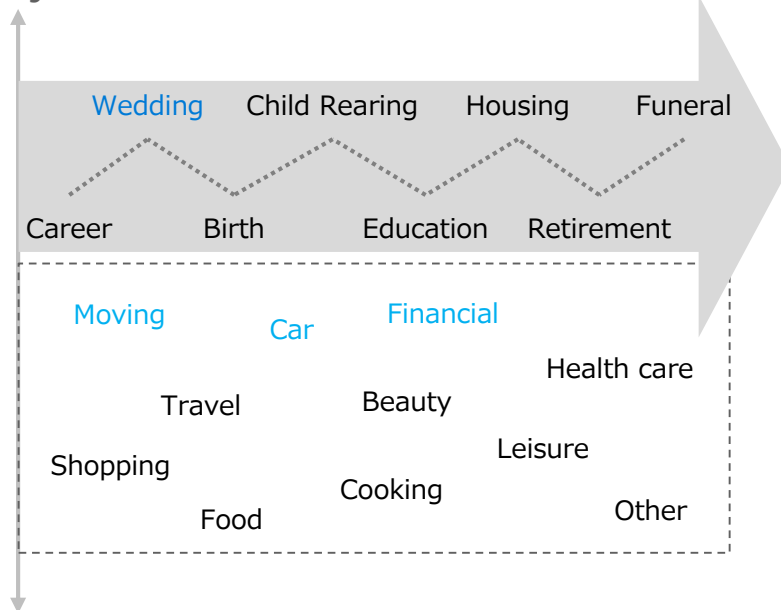 Wedding Child Rearing Housing Funeral
Career Birth Education Retirement
Moving Car Financial
Health care
Travel Beauty
Leisure
Shopping
Cooking
Food Other